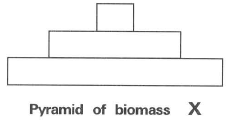 Pyramid of biomass X